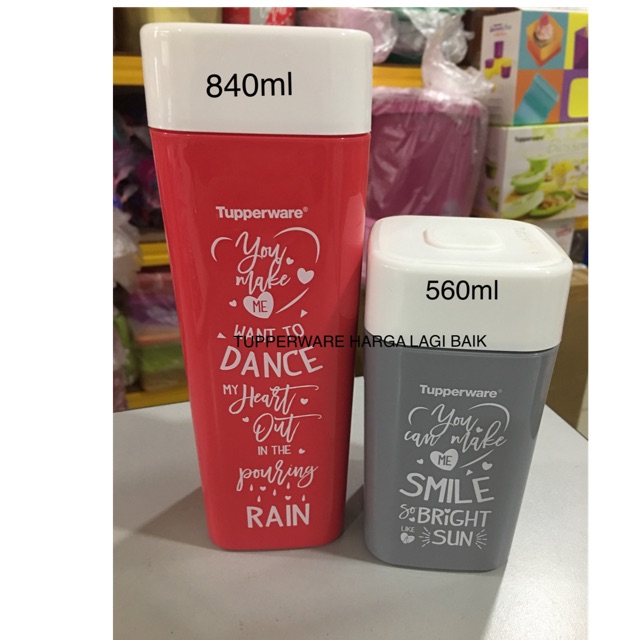 840ml
Tupperware®
You
make
ME
WANT TO
DANCE
MY Heart
Out
IN THE
pouring
RAIN
560ml
TUPPERWARE HARGA LAGI BAIK
Tupperware®
You
can make
ME
SMILE
So BRIGHT
LIKE
SUN
Tupperware